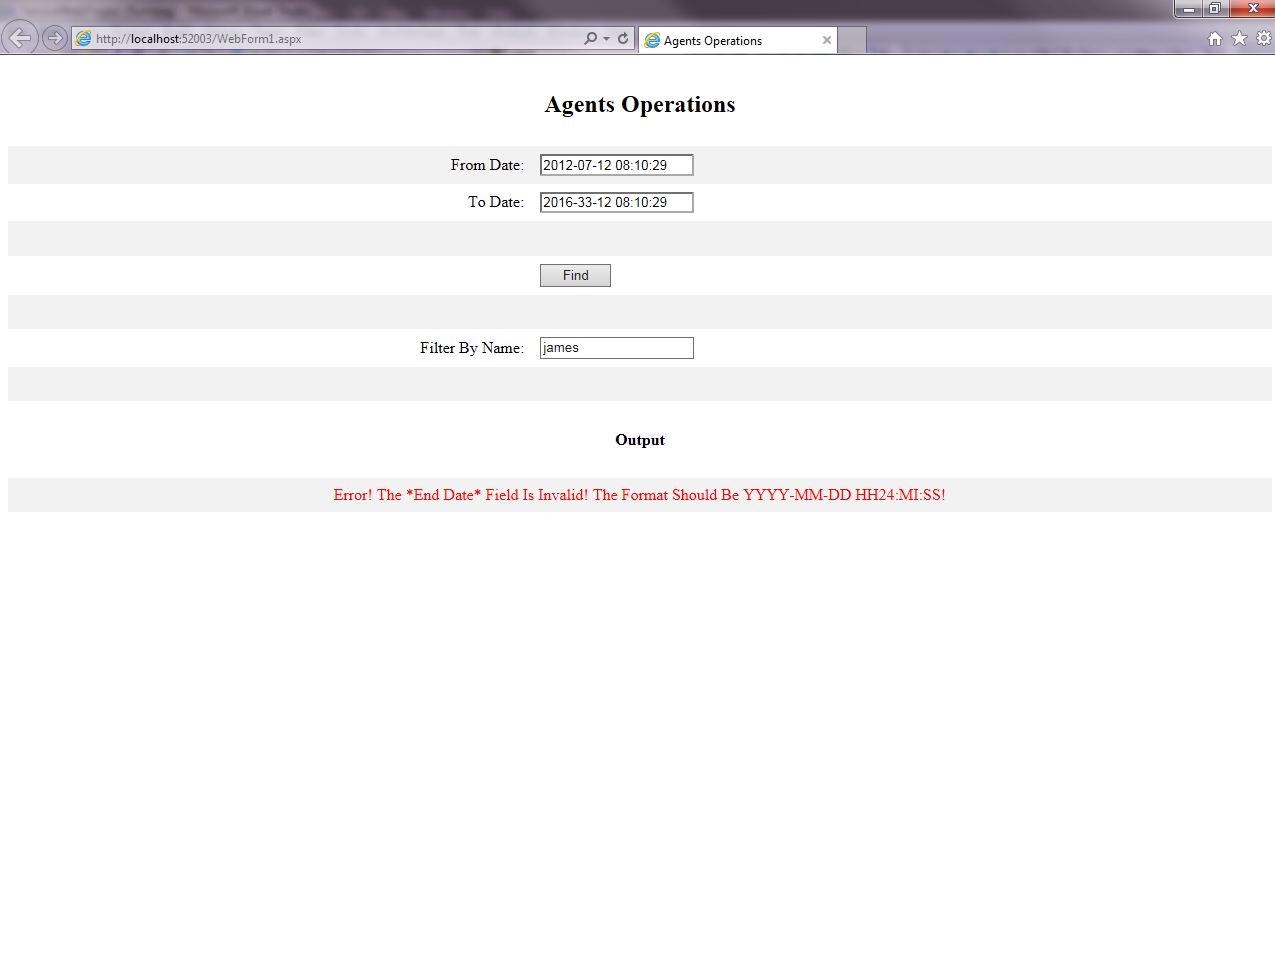 http://localhost:52003/WebForm1.aspx
Agents Operations
Agents Operations
From Date: 2012-07-12 08:10:29
To Date: 2016-33-12 08:10:29
Find
Filter By Name: james
Output
Error! The *End Date* Field Is Invalid! The Format Should Be YYYY-MM-DD HH24:MI:SS!